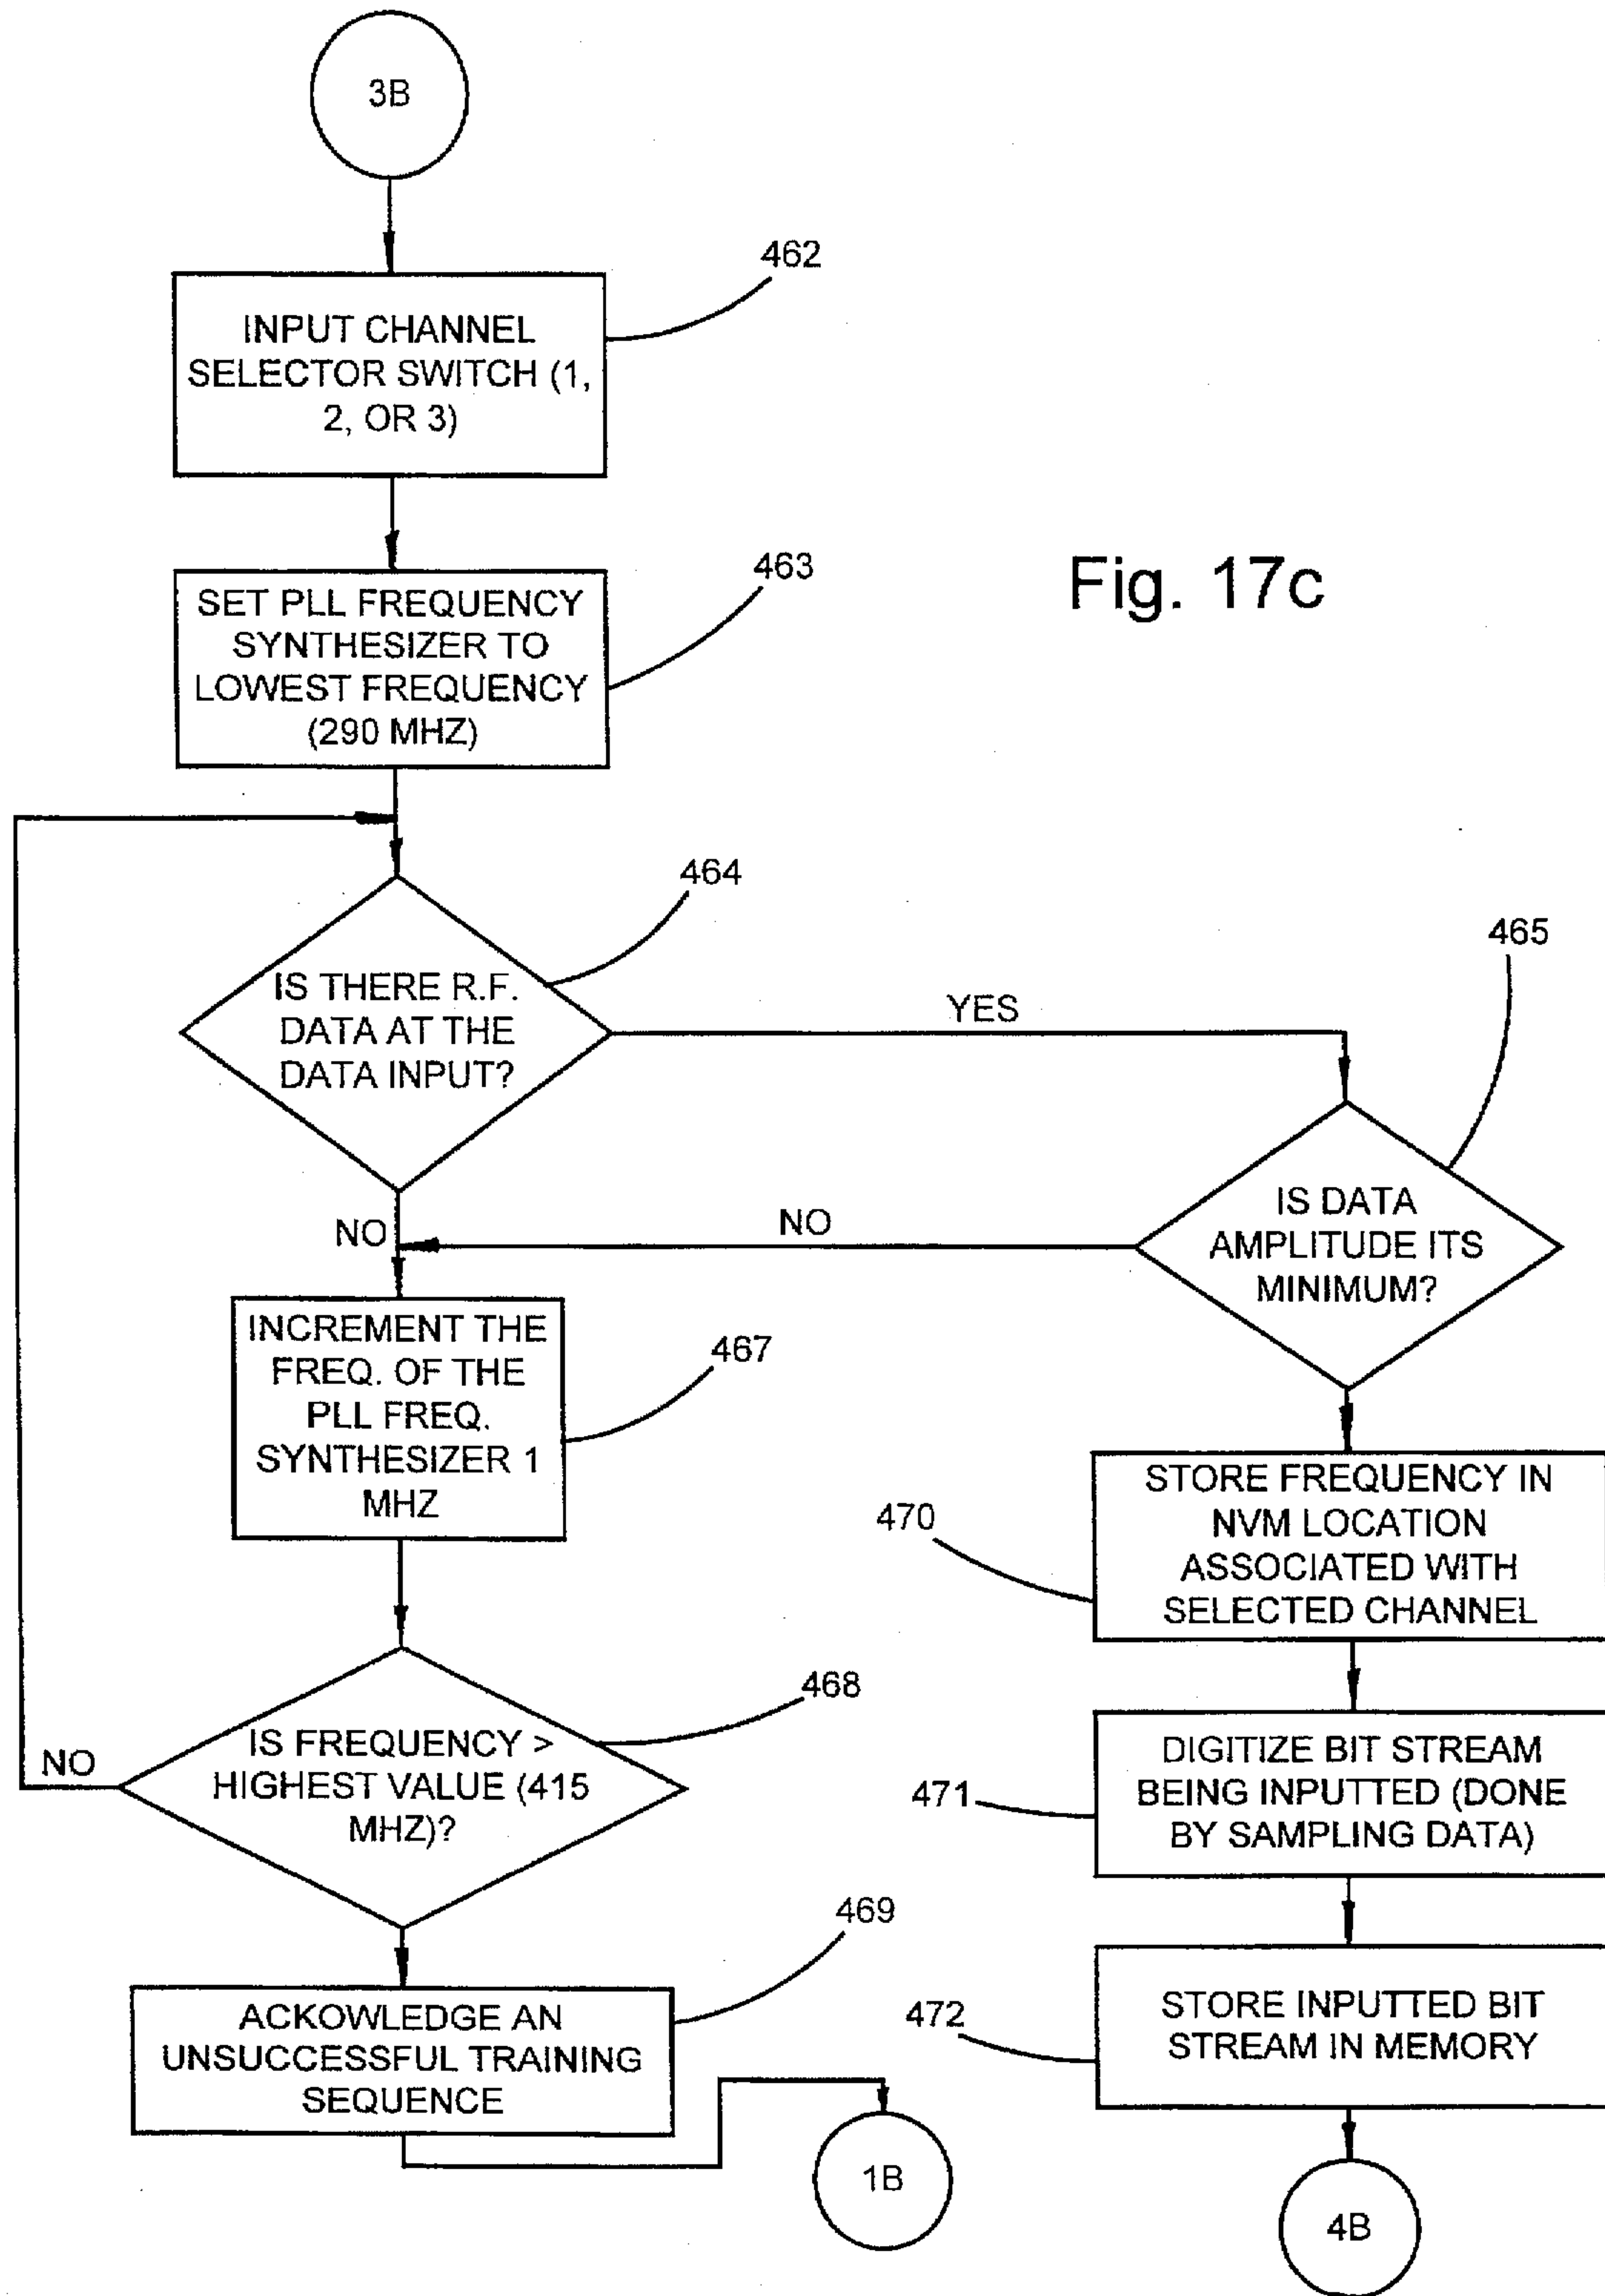 3B
462
INPUT CHANNEL
SELECTOR SWITCH (1,
2, OR 3)
463
SET PLL FREQUENCY
SYNTHESIZER TO
LOWEST FREQUENCY
(290 MHZ)
Fig. 17c
464
IS THERE R.F.
DATA AT THE
DATA INPUT?
YES
465
IS DATA
AMPLITUDE ITS
MINIMUM?
NO
NO
INCREMENT THE
FREQ. OF THE
PLL FREQ.
SYNTHESIZER 1
MHZ
467
470
STORE FREQUENCY IN
NVM LOCATION
ASSOCIATED WITH
SELECTED CHANNEL
468
IS FREQUENCY >
HIGHEST VALUE (415
MHZ)?
NO
471
DIGITIZE BIT STREAM
BEING INPUTTED (DONE
BY SAMPLING DATA)
469
ACKOWLEDGE AN
UNSUCCESSFUL TRAINING
SEQUENCE
472
STORE INPUTTED BIT
STREAM IN MEMORY
1B
4B